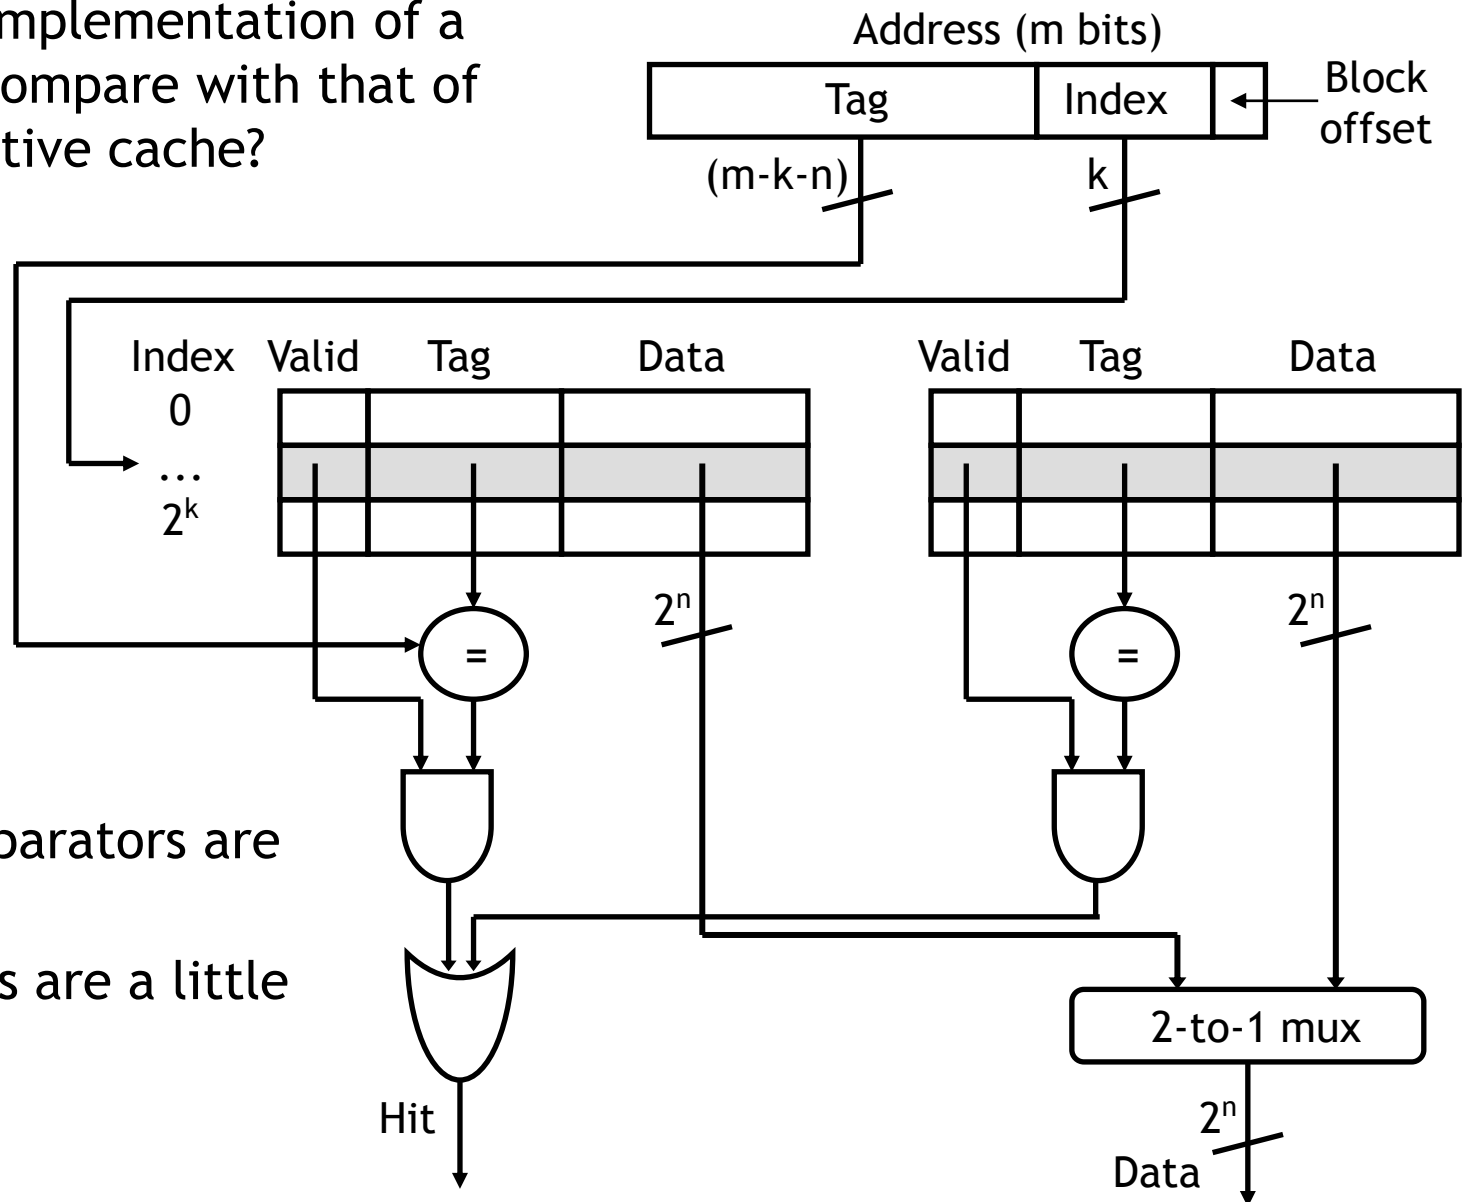 mplementation of a
ompare with that of
tive cache?
Address (m bits)
Tag Index
Block
offset
(m-k-n) k
Index Valid Tag Data
Valid Tag Data
0
...
2ᵏ
2ⁿ
2ⁿ
= =
parators are
s are a little
2-to-1 mux
Hit
2ⁿ
Data